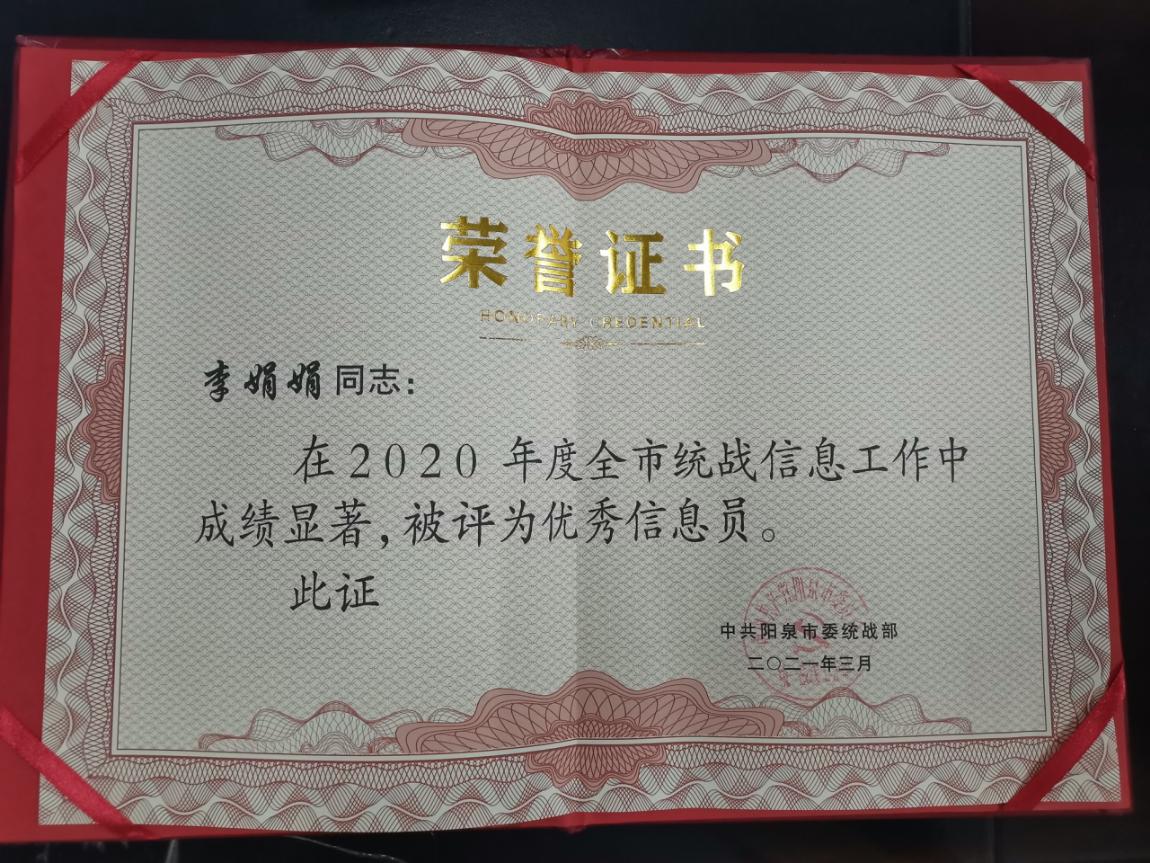 荣誉证书
HONORARY CREDENTIAL
李娟娟同志：
在2020 年度全市统战信息工作中
成绩显著，被评为优秀信息员。
此证
中共阳泉市委统战部
二〇二一年三月